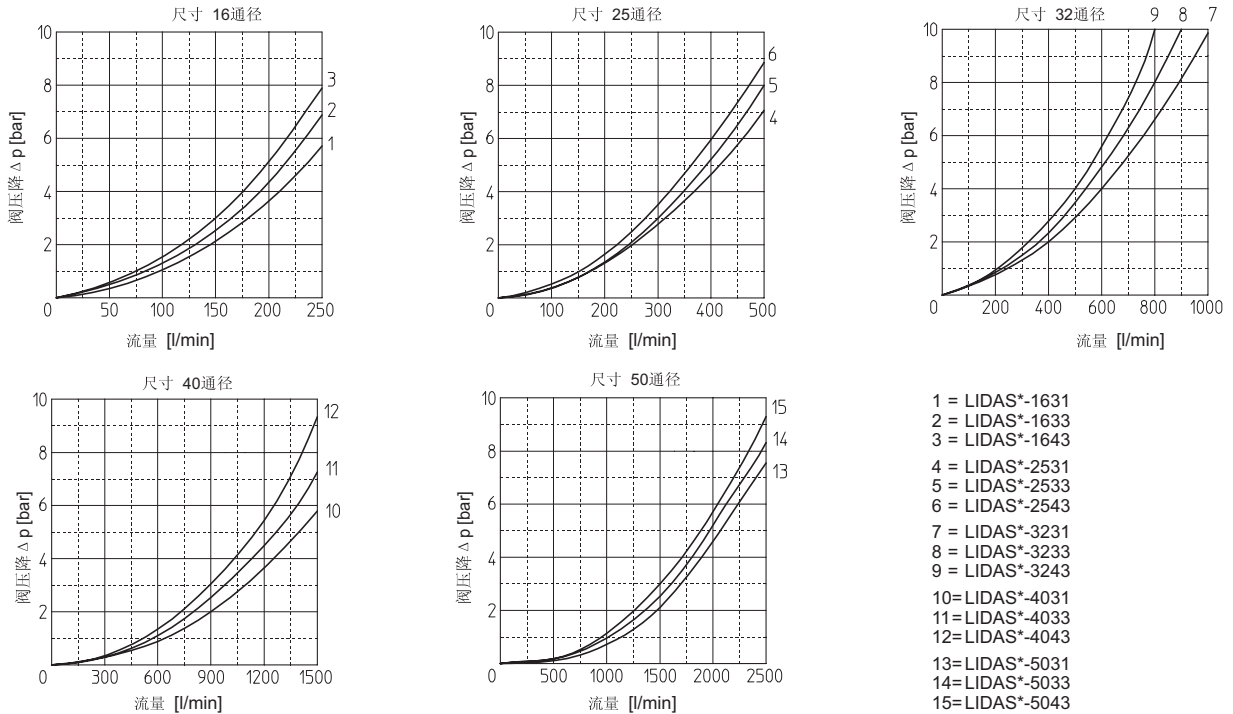 尺寸 16通径
10
8
6
4
2
0 50 100 150 200 250
3
2
1
阀压降 Δ p [bar]
流量 [l/min]
尺寸 25通径
10
8
6
4
2
0 100 200 300 400 500
6
5
4
阀压降 Δ p [bar]
流量 [l/min]
尺寸 32通径
9 8 7
10
8
6
4
2
0 200 400 600 800 1000
阀压降 Δ p [bar]
流量 [l/min]
尺寸 40通径
10
8
6
4
2
0 300 600 900 1200 1500
12
11
10
阀压降 Δ p [bar]
流量 [l/min]
尺寸 50通径
10
8
6
4
2
0 500 1000 1500 2000 2500
15
14
13
阀压降 Δ p [bar]
流量 [l/min]
1 = LIDAS*-1631
2 = LIDAS*-1633
3 = LIDAS*-1643
4 = LIDAS*-2531
5 = LIDAS*-2533
6 = LIDAS*-2543
7 = LIDAS*-3231
8 = LIDAS*-3233
9 = LIDAS*-3243
10=LIDAS*-4031
11=LIDAS*-4033
12=LIDAS*-4043
13=LIDAS*-5031
14=LIDAS*-5033
15=LIDAS*-5043